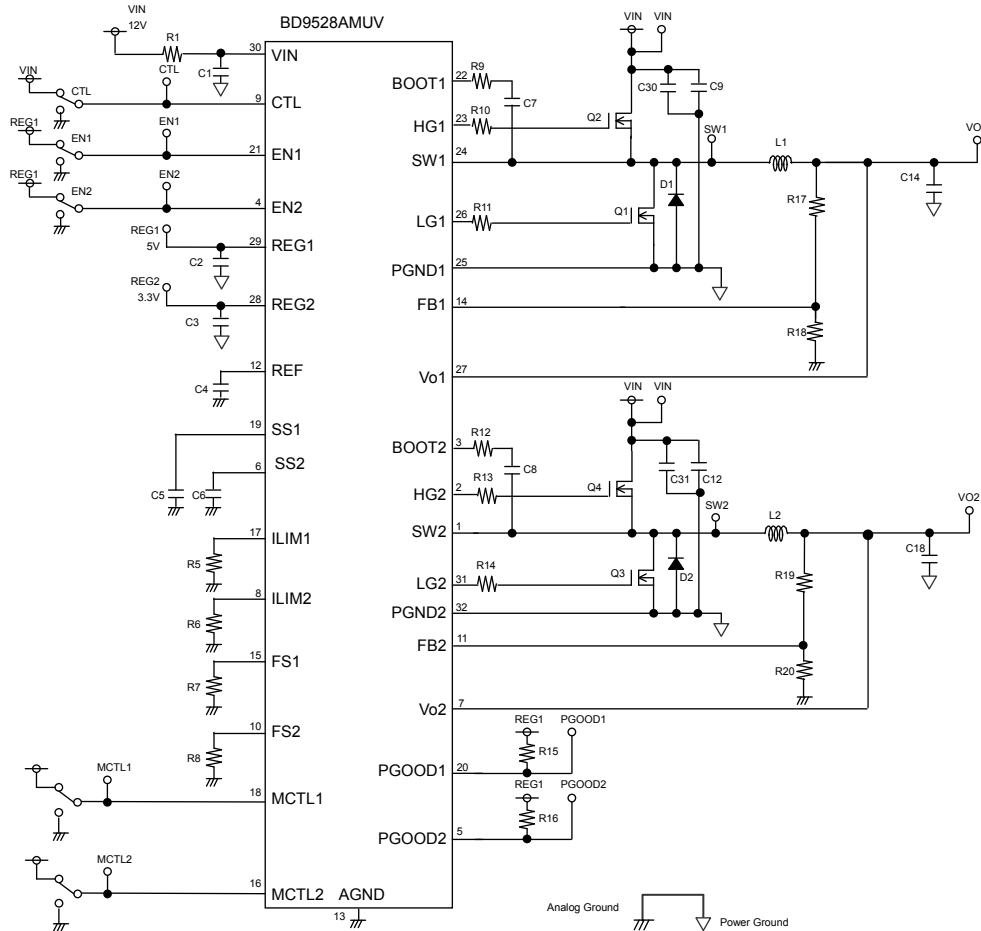 BD9528AMUV
VIN
12V
R1
30
VIN
C1
VIN
CTL
CTL
9
CTL
REG1
EN1
EN1
21
EN1
REG1
EN2
EN2
4
EN2
REG1
5V
29
REG1
C2
REG2
3.3V
28
REG2
C3
12
REF
C4
19
SS1
6
SS2
C5
C6
17
ILIM1
R5
8
ILIM2
R6
15
FS1
R7
10
FS2
R8
MCTL1
18
MCTL1
MCTL2
16
MCTL2
AGND
13
VIN
VIN
BOOT1
22
R9
C7
C30
C9
HG1
23
R10
Q2
SW1
24
SW1
L1
VO
C14
D1
R17
LG1
26
R11
Q1
PGND1
25
FB1
14
R18
Vo1
27
VIN
VIN
BOOT2
3
R12
C8
C31
C12
HG2
2
R13
Q4
SW2
1
SW2
L2
VO2
C18
LG2
31
R14
Q3
D2
R19
PGND2
32
FB2
11
R20
Vo2
7
REG1
PGOOD1
R15
PGOOD1
20
REG1
PGOOD2
R16
PGOOD2
5
Analog Ground
Power Ground